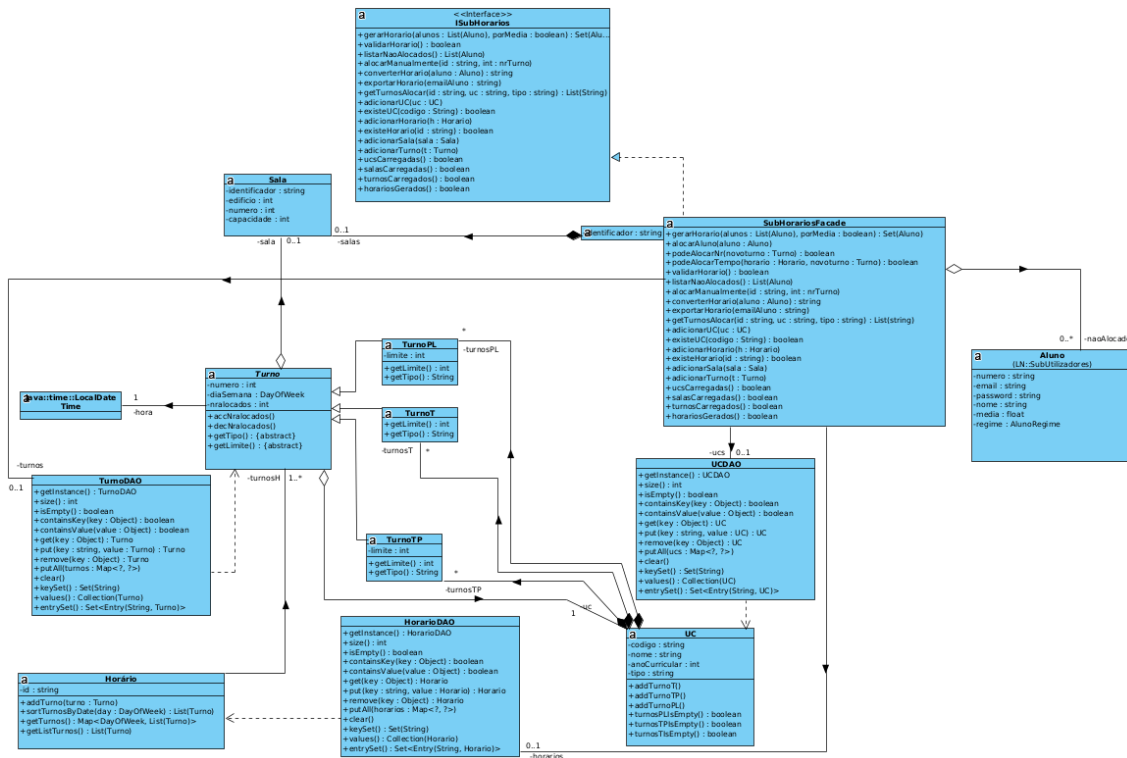 <<Interface>>
ISubHorarios
+gerarHorario(alunos : List(Aluno), porMedia : boolean) : Set(Alu...
+validarHorario() : boolean
+listarNaoAlocados() : List(Aluno)
+alocarManualmente(id : string, int : nrTurno)
+converterHorario(aluno : Aluno) : string
+exportarHorario(emailAluno : string)
+getTurnosAlocar(id : string, uc : string, tipo : string) : List(String)
+adicionarUC(uc : UC)
+existeUC(codigo : String) : boolean
+adicionarHorario(h : Horario)
+existeHorario(id : string) : boolean
+adicionarSala(sala : Sala)
+adicionarTurno(t : Turno)
+ucsCarregadas() : boolean
+salasCarregadas() : boolean
+turnosCarregados() : boolean
+horariosGerados() : boolean
Sala
-identificador : string
-edificio : int
-numero : int
-capacidade : int
-sala
0..1
0..1
-salas
identificador : string
SubHorariosFacade
+gerarHorario(alunos : List(Aluno), porMedia : boolean) : Set(Aluno)
+alocarAluno(aluno : Aluno)
+podeAlocarNr(novoturno : Turno) : boolean
+podeAlocarTempo(horario : Horario, novoturno : Turno) : boolean
+validarHorario() : boolean
+listarNaoAlocados() : List(Aluno)
+alocarManualmente(id : string, int : nrTurno)
+converterHorario(aluno : Aluno) : string
+exportarHorario(emailAluno : string)
+getTurnosAlocar(id : string, uc : string, tipo : string) : List(string)
+adicionarUC(uc : UC)
+existeUC(codigo : String) : boolean
+adicionarHorario(h : Horario)
+existeHorario(id : string) : boolean
+adicionarSala(sala : Sala)
+adicionarTurno(t : Turno)
+ucsCarregadas() : boolean
+salasCarregadas() : boolean
+turnosCarregados() : boolean
+horariosGerados() : boolean
0..*
-naoAlocado
Aluno
(LN::SubUtilizadores)
-numero : string
-email : string
-password : string
-nome : string
-media : float
-regime : AlunoRegime
TurnoPL
-limite : int
+getLimite() : int
+getTipo() : String
*
-turnosPL
Turno
-numero : int
-diaSemana : DayOfWeek
-nralocados : int
+accNralocados()
+decNralocados()
+getTipo() : {abstract}
+getLimite() : {abstract}
java::time::LocalDate
Time
1
-hora
TurnoT
+getLimite() : int
+getTipo() : String
-turnosT
*
-turnos
0..1
TurnoDAO
+getInstance() : TurnoDAO
+size() : int
+isEmpty() : boolean
+containsKey(key : Object) : boolean
+containsValue(value : Object) : boolean
+get(key : Object) : Turno
+put(key : string, value : Turno) : Turno
+remove(key : Object) : Turno
+putAll(turnos : Map<?, ?>)
+clear()
+keySet() : Set(String)
+values() : Collection(Turno)
+entrySet() : Set<Entry(String, Turno)>
-turnosH
1..*
TurnoTP
-limite : int
+getLimite() : int
+getTipo() : String
*
-turnosTP
-ucs
0..1
UCDAO
+getInstance() : UCDAO
+size() : int
+isEmpty() : boolean
+containsKey(key : Object) : boolean
+containsValue(value : Object) : boolean
+get(key : Object) : UC
+put(key : string, value : UC) : UC
+remove(key : Object) : UC
+putAll(ucs : Map<?, ?>)
+clear()
+keySet() : Set(String)
+values() : Collection(UC)
+entrySet() : Set<Entry(String, UC)>
-uc
1
HorarioDAO
+getInstance() : HorarioDAO
+size() : int
+isEmpty() : boolean
+containsKey(key : Object) : boolean
+containsValue(value : Object) : boolean
+get(key : Object) : Horario
+put(key : string, value : Horario) : Horario
+remove(key : Object) : Horario
+putAll(horarios : Map<?, ?>)
+clear()
+keySet() : Set(String)
+values() : Collection(Horario)
+entrySet() : Set<Entry(String, Horario)>
0..1
-horarios
UC
-codigo : string
-nome : string
-anoCurricular : int
-tipo : string
+addTurnoT()
+addTurnoTP()
+addTurnoPL()
+turnosPLIsEmpty() : boolean
+turnosTPIsEmpty() : boolean
+turnosTIsEmpty() : boolean
Horário
-id : string
+addTurno(turno : Turno)
+sortTurnosByDate(day : DayOfWeek) : List(Turno)
+getTurnos() : Map<DayOfWeek, List(Turno)>
+getListTurnos() : List(Turno)